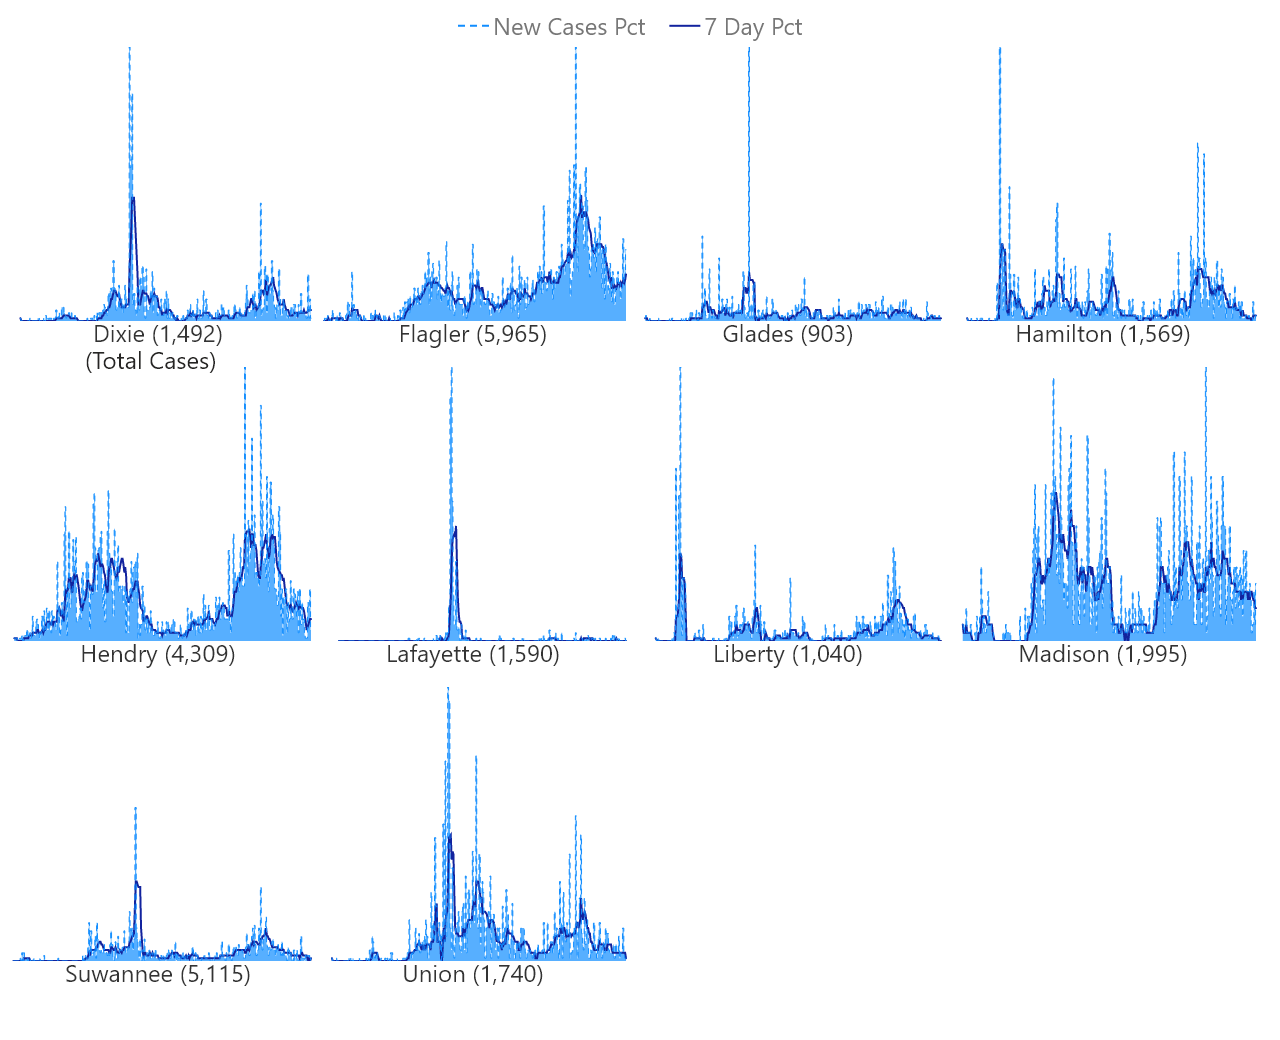 New Cases Pct 7 Day Pct
Dixie (1,492)
(Total Cases)
Flagler (5,965)
Glades (903)
Hamilton (1,569)
Hendry (4,309)
Lafayette (1,590)
Liberty (1,040)
Madison (1,995)
Suwannee (5,115)
Union (1,740)